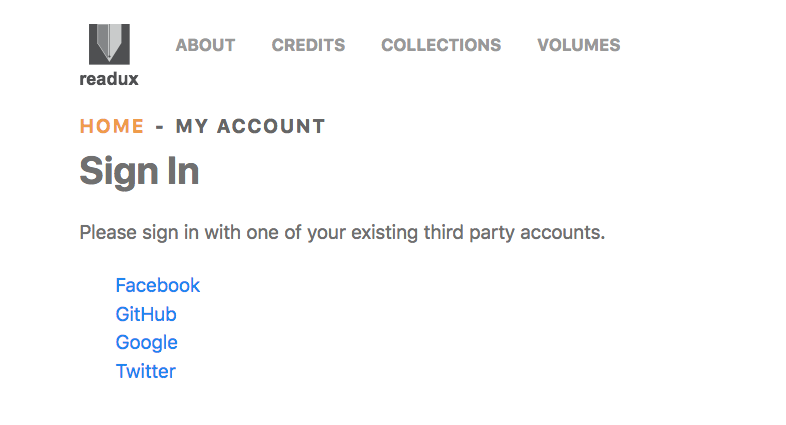 ABOUT CREDITS COLLECTIONS VOLUMES
readux
HOME - MY ACCOUNT
Sign In
Please sign in with one of your existing third party accounts.
Facebook
GitHub
Google
Twitter